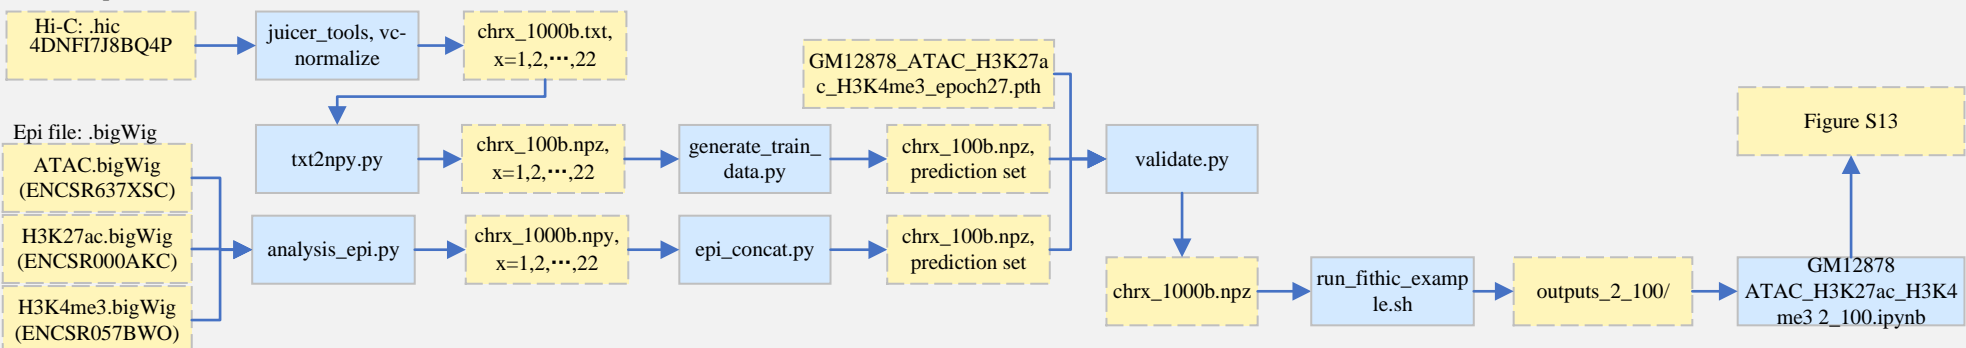 Hi-C: .hic
4DNFI7J8BQ4P
juicer_tools, vc-
normalize
chrx_1000b.txt,
x=1,2,⋯,22
GM12878_ATAC_H3K27a
c_H3K4me3_epoch27.pth
Figure S13
Epi file: .bigWig
ATAC.bigWig
(ENCSR637XSC)
txt2npy.py
chrx_100b.npz,
x=1,2,⋯,22
generate_train_
data.py
chrx_100b.npz,
prediction set
validate.py
H3K27ac.bigWig
(ENCSR000AKC)
analysis_epi.py
chrx_1000b.npy,
x=1,2,⋯,22
epi_concat.py
chrx_100b.npz,
prediction set
H3K4me3.bigWig
(ENCSR057BWO)
chrx_1000b.npz
run_fithic_examp
le.sh
outputs_2_100/
GM12878
ATAC_H3K27ac_H3K4
me3 2_100.ipynb